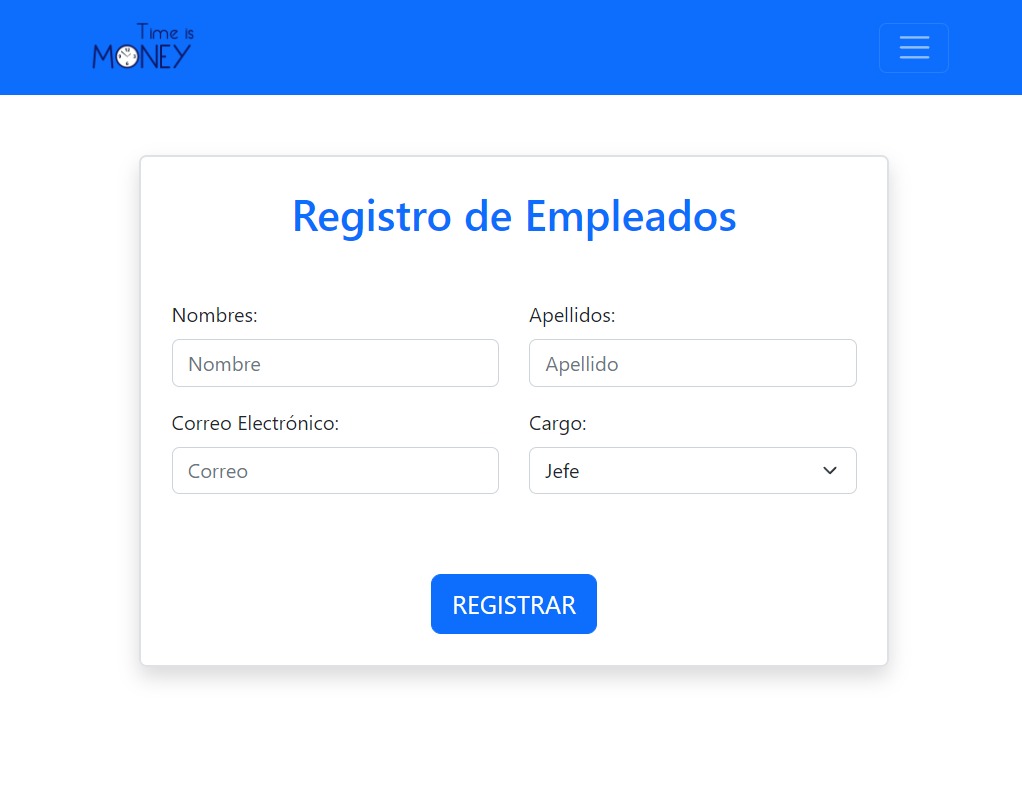 Time is
MONEY
Registro de Empleados
Nombres:
Apellidos:
Nombre
Apellido
Correo Electrónico:
Cargo:
Correo
Jefe
REGISTRAR